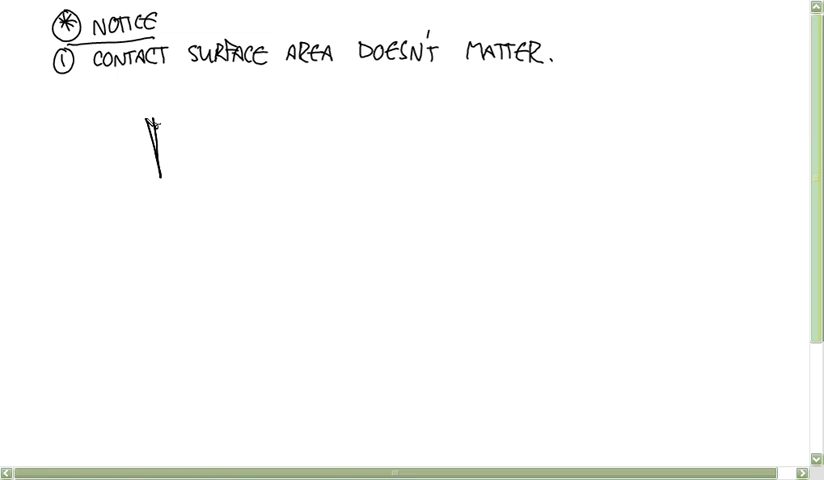 * NOTICE
① CONTACT SURFACE AREA DOESN'T MATTER.